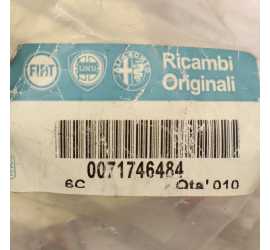 FIAT
Ricambi
Originali
0071746484
6C Qta' 010